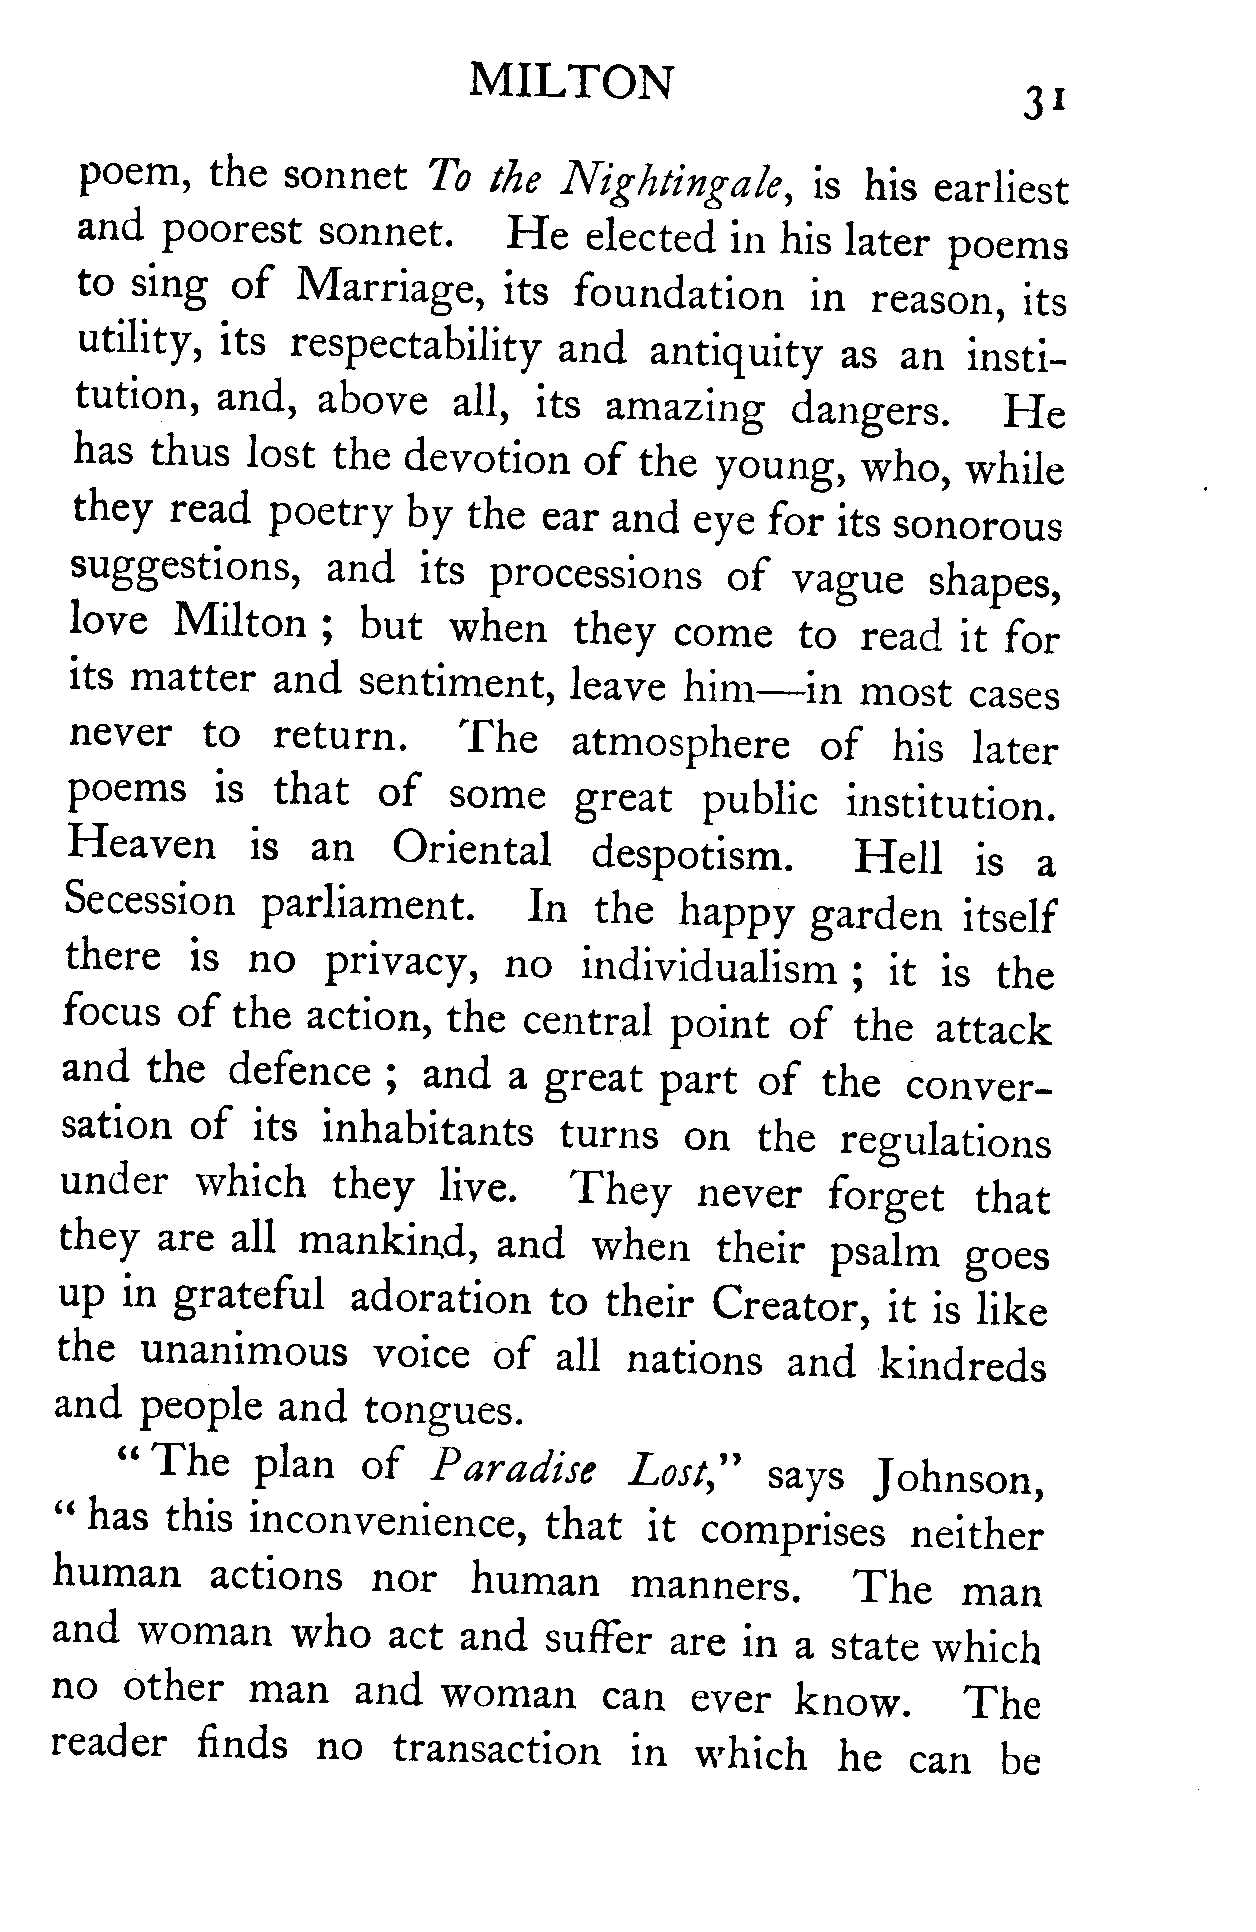 MILTON
31
poem, the sonnet To the Nightingale, is his earliest
and poorest sonnet. He elected in his later poems
to sing of Marriage, its foundation in reason, its
utility, its respectability and antiquity as an insti-
tution, and, above all, its amazing dangers. He
has thus lost the devotion of the young, who, while
they read poetry by the ear and eye for its sonorous
suggestions, and its processions of vague shapes,
love Milton ; but when they come to read it for
its matter and sentiment, leave him—in most cases
never to return. The atmosphere of his later
poems is that of some great public institution.
Heaven is an Oriental despotism. Hell is a
Secession parliament. In the happy garden itself
there is no privacy, no individualism ; it is the
focus of the action, the central point of the attack
and the defence ; and a great part of the conver-
sation of its inhabitants turns on the regulations
under which they live. They never forget that
they are all mankind, and when their psalm goes
up in grateful adoration to their Creator, it is like
the unanimous voice of all nations and kindreds
and people and tongues.
“ The plan of Paradise Lost,” says Johnson,
“ has this inconvenience, that it comprises neither
human actions nor human manners. The man
and woman who act and suffer are in a state which
no other man and woman can ever know. The
reader finds no transaction in which he can be